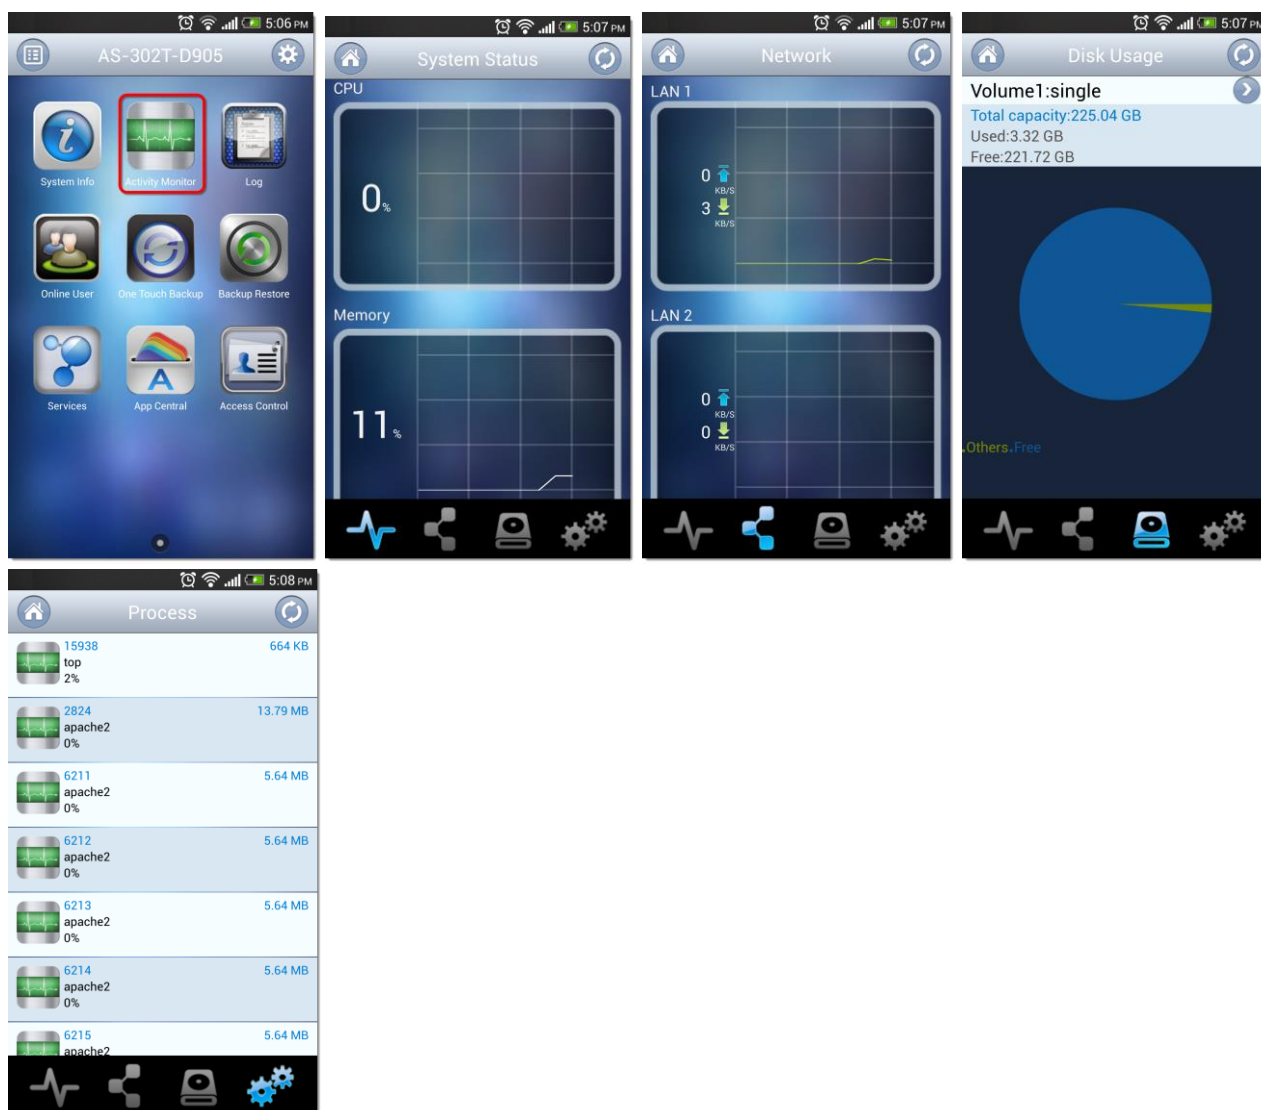 5:06 PM
AS-302T-D905
System Info
Activity Monitor
Log
Online User
One Touch Backup
Backup Restore
Services
App Central
Access Control
5:07 PM
System Status
CPU
0%
Memory
11%
5:07 PM
Network
LAN 1
0
KB/S
3
KB/S
LAN 2
0
KB/S
0
KB/S
5:07 PM
Disk Usage
Volume1:single
Total capacity:225.04 GB
Used:3.32 GB
Free:221.72 GB
Others Free
5:08 PM
Process
15938 664 KB
top
2%
2824 13.79 MB
apache2
0%
6211 5.64 MB
apache2
0%
6212 5.64 MB
apache2
0%
6213 5.64 MB
apache2
0%
6214 5.64 MB
apache2
0%
6215 5.64 MB
apache2